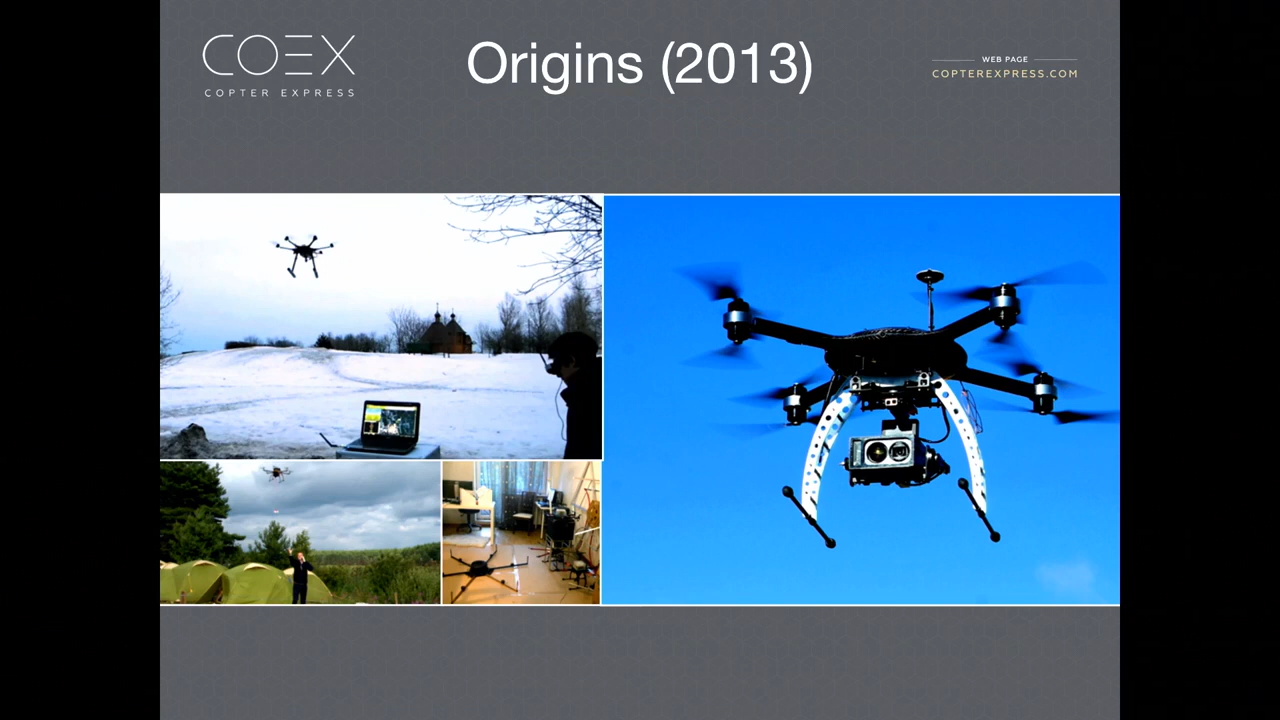 COEX
COPTER EXPRESS
Origins (2013)
WEB PAGE
COPTEREXPRESS.COM